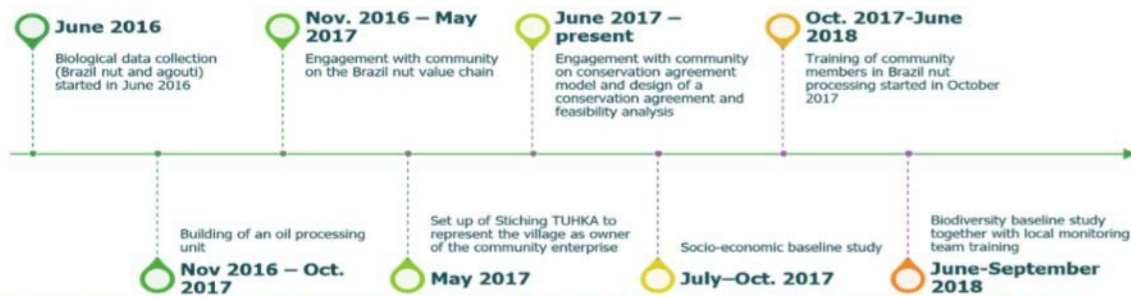 June 2016
Biological data collection
(Brazil nut and agouti)
started in June 2016
Nov. 2016 – May
2017
Engagement with community
on the Brazil nut value chain
June 2017 –
present
Engagement with community
on conservation agreement
model and design of a
conservation agreement and
feasibility analysis
Oct. 2017-June
2018
Training of community
members in Brazil nut
processing started in October
2017
Building of an oil processing
unit
Nov 2016 – Oct.
2017
Set up of Stiching TUHKA to
represent the village as owner
of the community enterprise
May 2017
Socio-economic baseline study
July–Oct. 2017
Biodiversity baseline study
together with local monitoring
team training
June-September
2018